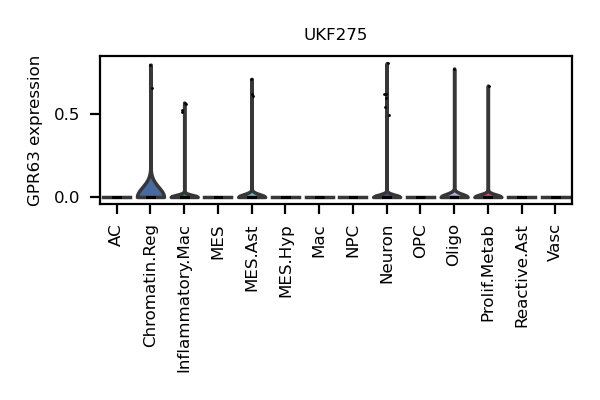 UKF275
GPR63 expression
0.5
0.0
AC
Chromatin.Reg
Inflammatory.Mac
MES
MES.Ast
MES.Hyp
Mac
NPC
Neuron
OPC
Oligo
Prolif.Metab
Reactive.Ast
Vasc